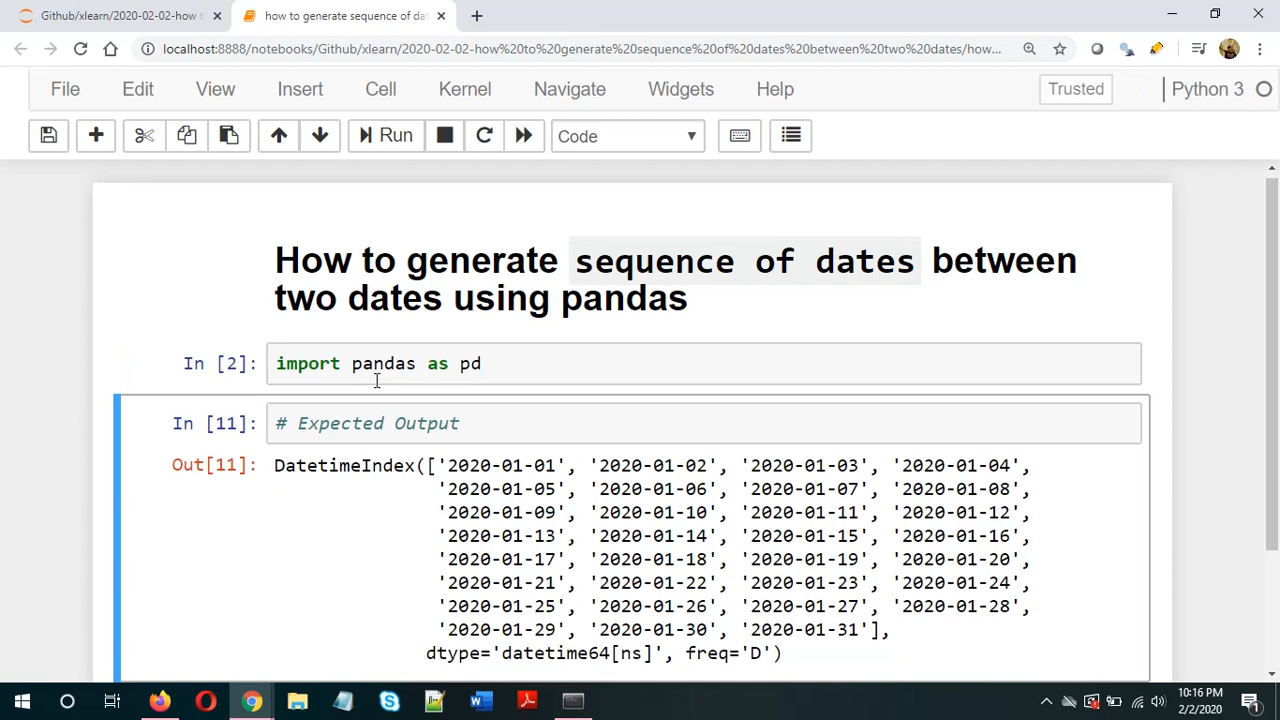 Github/xlearn/2020-02-02-how t
how to generate sequence of dat
localhost:8888/notebooks/Github/xlearn/2020-02-02-how%20to%20generate%20sequence%20of%20dates%20between%20two%20dates/how...
File Edit View Insert Cell Kernel Navigate Widgets Help Trusted Python 3
Run Code
How to generate sequence of dates between
two dates using pandas
In [2]: import pandas as pd
In [11]: # Expected Output
Out[11]: DatetimeIndex(['2020-01-01', '2020-01-02', '2020-01-03', '2020-01-04',
'2020-01-05', '2020-01-06', '2020-01-07', '2020-01-08',
'2020-01-09', '2020-01-10', '2020-01-11', '2020-01-12',
'2020-01-13', '2020-01-14', '2020-01-15', '2020-01-16',
'2020-01-17', '2020-01-18', '2020-01-19', '2020-01-20',
'2020-01-21', '2020-01-22', '2020-01-23', '2020-01-24',
'2020-01-25', '2020-01-26', '2020-01-27', '2020-01-28',
'2020-01-29', '2020-01-30', '2020-01-31'],
dtype='datetime64[ns]', freq='D')
10:16 PM
2/2/2020